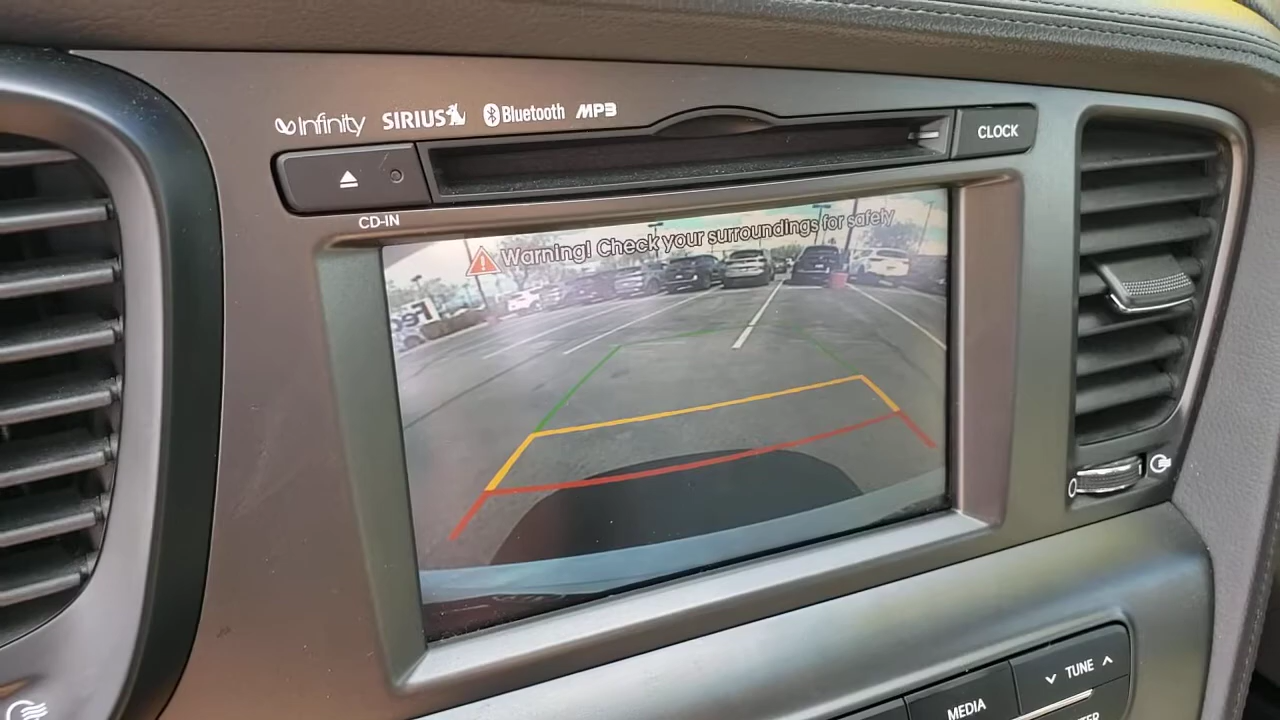 Infinity SIRIUS Bluetooth MP3
CLOCK
CD-IN
Warning! Check your surroundings for safety
TUNE
MEDIA